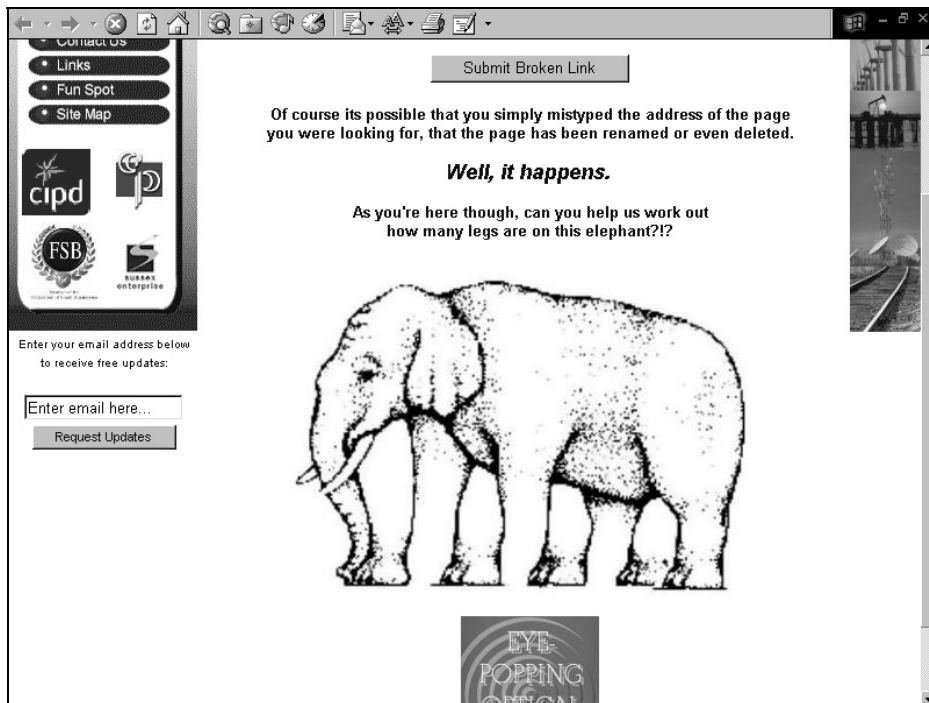 Contact Us
Links
Fun Spot
Site Map
cipd
FSB
sussex
enterprise
Enter your email address below
to receive free updates:
Enter email here...
Request Updates
Submit Broken Link
Of course its possible that you simply mistyped the address of the page
you were looking for, that the page has been renamed or even deleted.
Well, it happens.
As you're here though, can you help us work out
how many legs are on this elephant?!?
EYE-
POPPING
OPTICAL